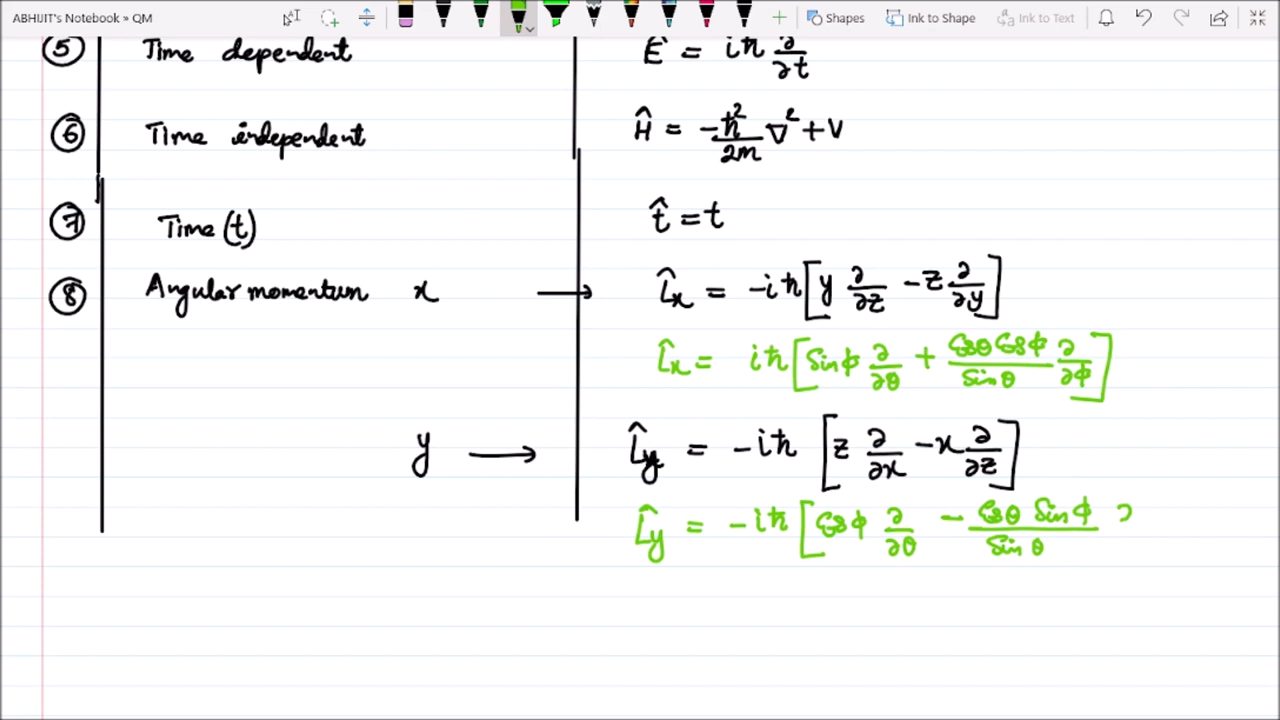 ABHIJIT's Notebook » QM
Shapes Ink to Shape Ink to Text
5 Time dependent Ê = iħ ∂/∂t
6 Time independent Ĥ = -ħ²/2m ∇² + V
7 Time (t) t̂ = t
8 Angular momentum x → L̂x = -iħ [y ∂/∂z - z ∂/∂y]
L̂x = iħ [Sinϕ ∂/∂θ + Cosθ Cosϕ/Sinθ ∂/∂ϕ]
y → L̂y = -iħ [z ∂/∂x - x ∂/∂z]
L̂y = -iħ [Cosϕ ∂/∂θ - Cosθ Sinϕ/Sinθ